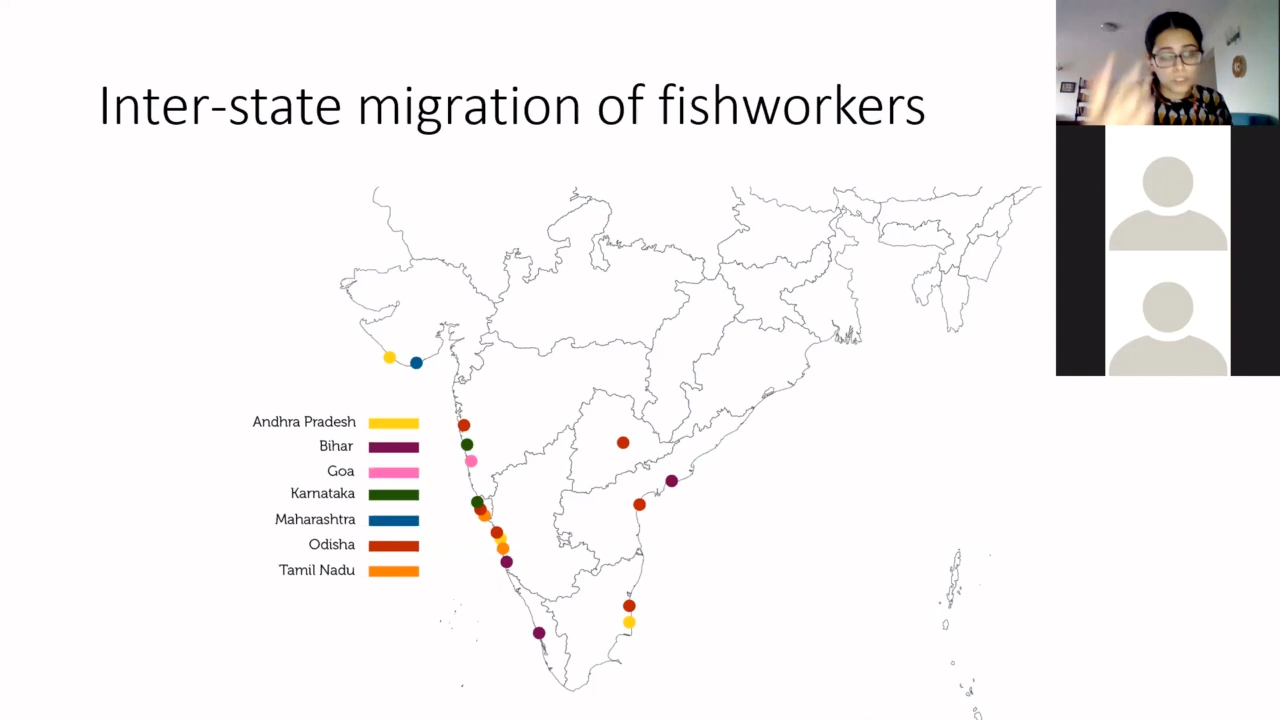 Inter-state migration of fishworkers
Andhra Pradesh
Bihar
Goa
Karnataka
Maharashtra
Odisha
Tamil Nadu